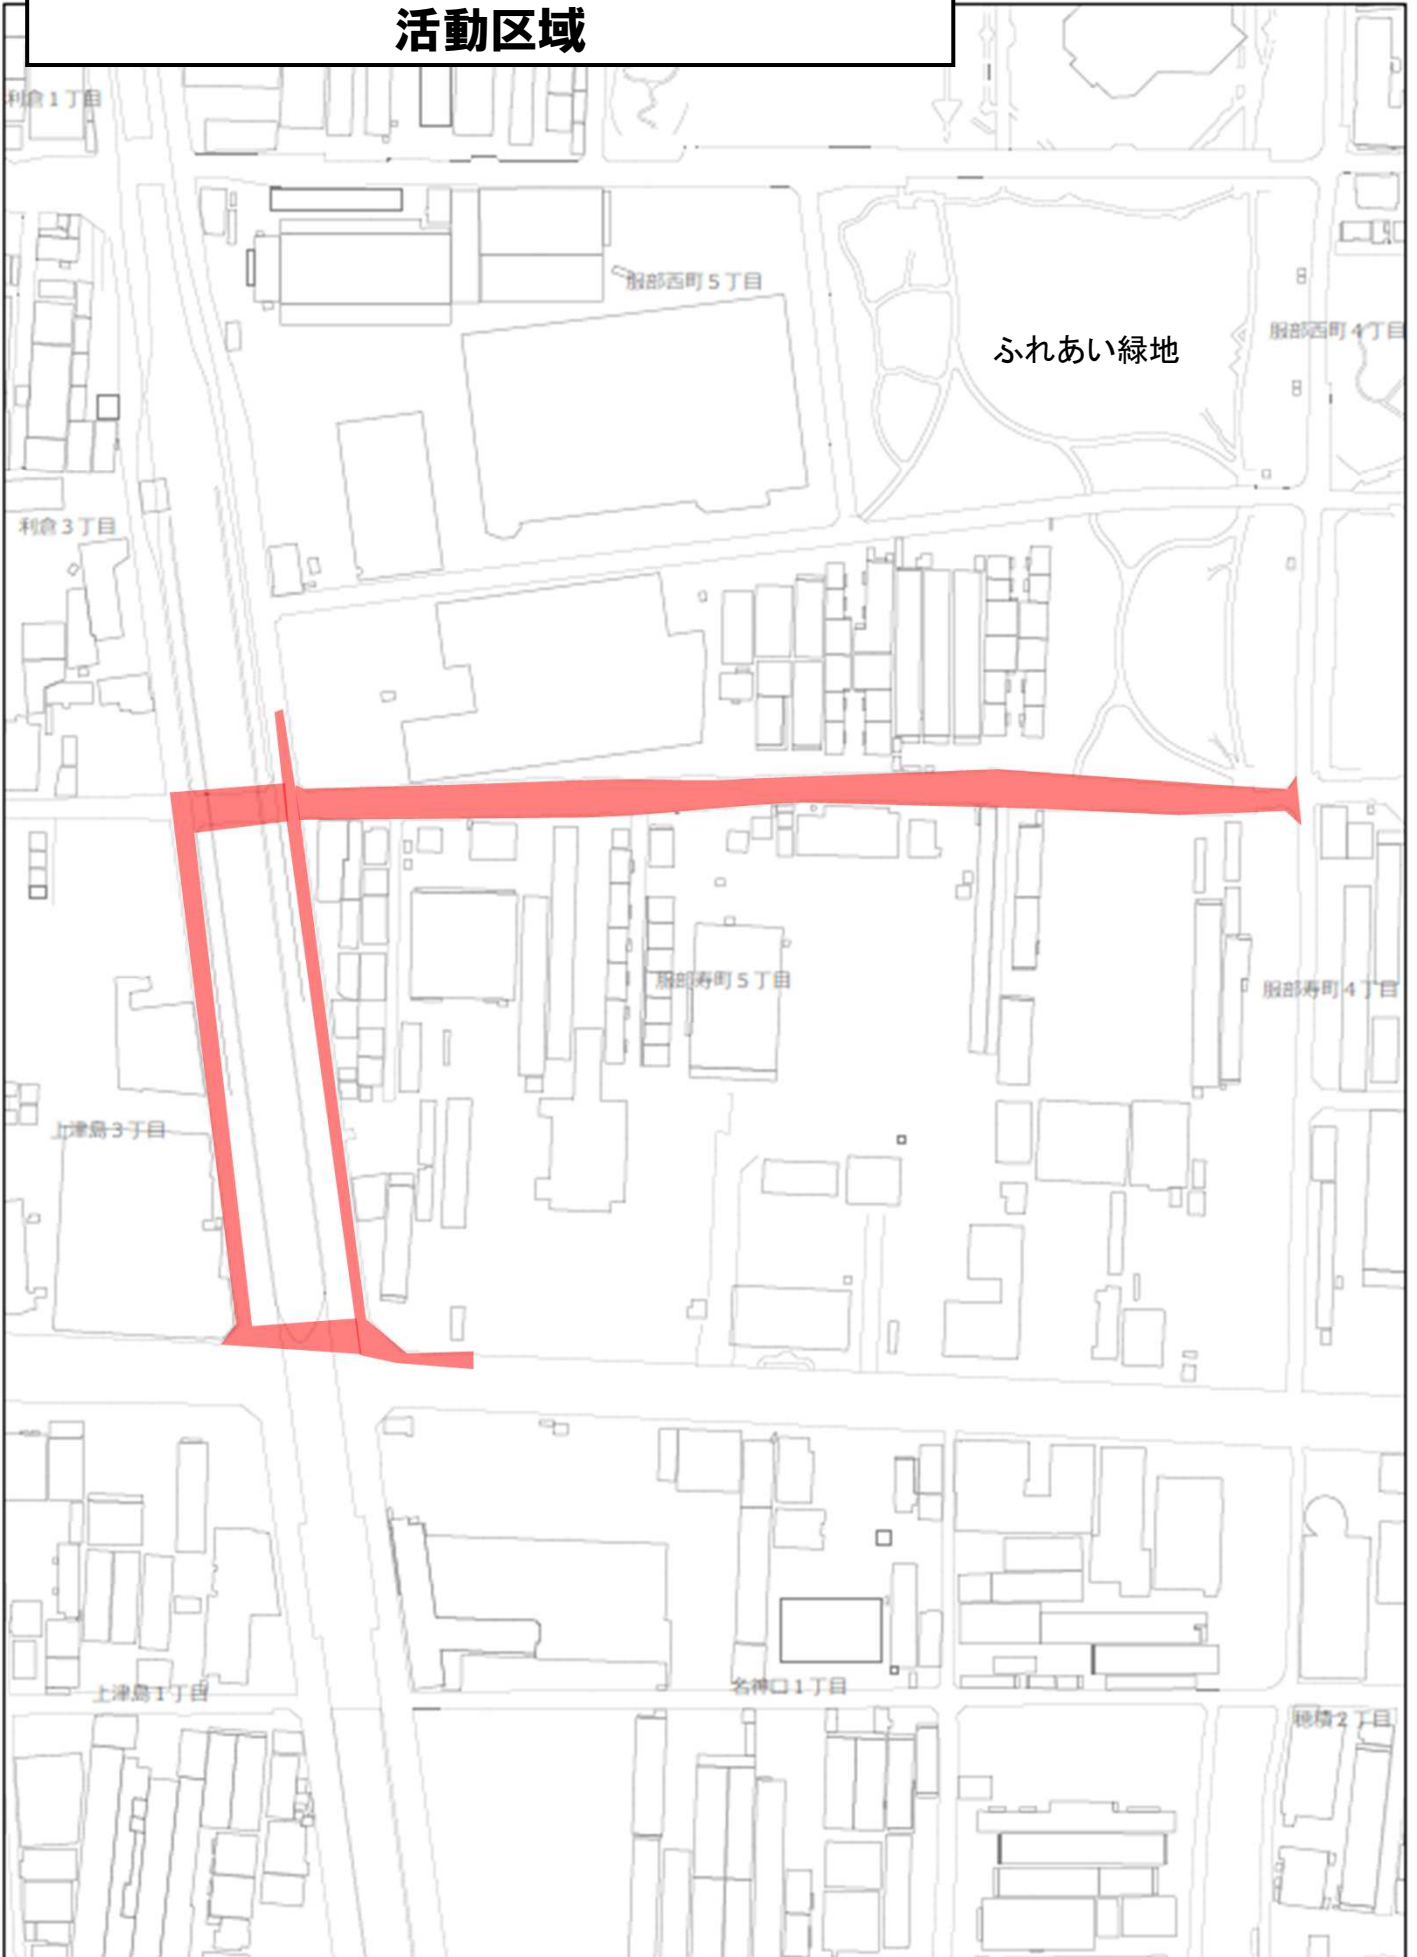 活動区域
利倉1丁目
服部西町5丁目
服部西町4丁目
ふれあい緑地
利倉3丁目
服部寿町5丁目
服部寿町4丁目
上津島3丁目
名神口1丁目
上津島1丁目
穂積2丁目